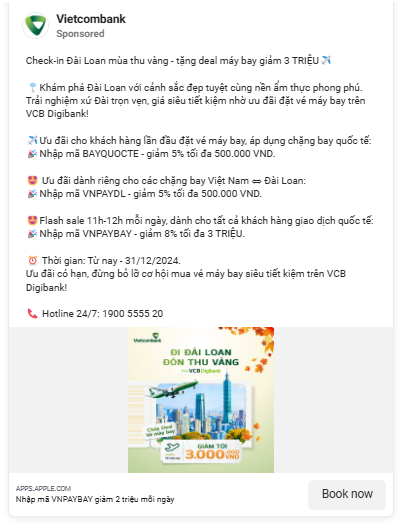 Vietcombank
Sponsored
Check-in Đài Loan mùa thu vàng - tặng deal máy bay giảm 3 TRIỆU ✈️
🎐 Khám phá Đài Loan với cảnh sắc đẹp tuyệt cùng nền ẩm thực phong phú.
Trải nghiệm xứ Đài trọn vẹn, giá siêu tiết kiệm nhờ ưu đãi đặt vé máy bay trên
VCB Digibank!
✈️Ưu đãi cho khách hàng lần đầu đặt vé máy bay, áp dụng chặng bay quốc tế:
🎉 Nhập mã BAYQUOCTE - giảm 5% tối đa 500.000 VND.
🤩 Ưu đãi dành riêng cho các chặng bay Việt Nam ⇔ Đài Loan:
🎉 Nhập mã VNPAYDL - giảm 5% tối đa 500.000 VND.
🤩Flash sale 11h-12h mỗi ngày, dành cho tất cả khách hàng giao dịch quốc tế:
🎉 Nhập mã VNPAYBAY - giảm 8% tối đa 3 TRIỆU.
⏰ Thời gian: Từ nay - 31/12/2024.
Ưu đãi có hạn, đừng bỏ lỡ cơ hội mua vé máy bay siêu tiết kiệm trên VCB
Digibank!
📞 Hotline 24/7: 1900 5555 20
Vietcombank
ĐI ĐÀI LOAN
ĐÓN THU VÀNG
VCB Digibank
Chớp Deal
Vé máy bay
GIẢM TỚI
3.000.000
VND
APPS.APPLE.COM
Nhập mã VNPAYBAY giảm 2 triệu mỗi ngày
Book now